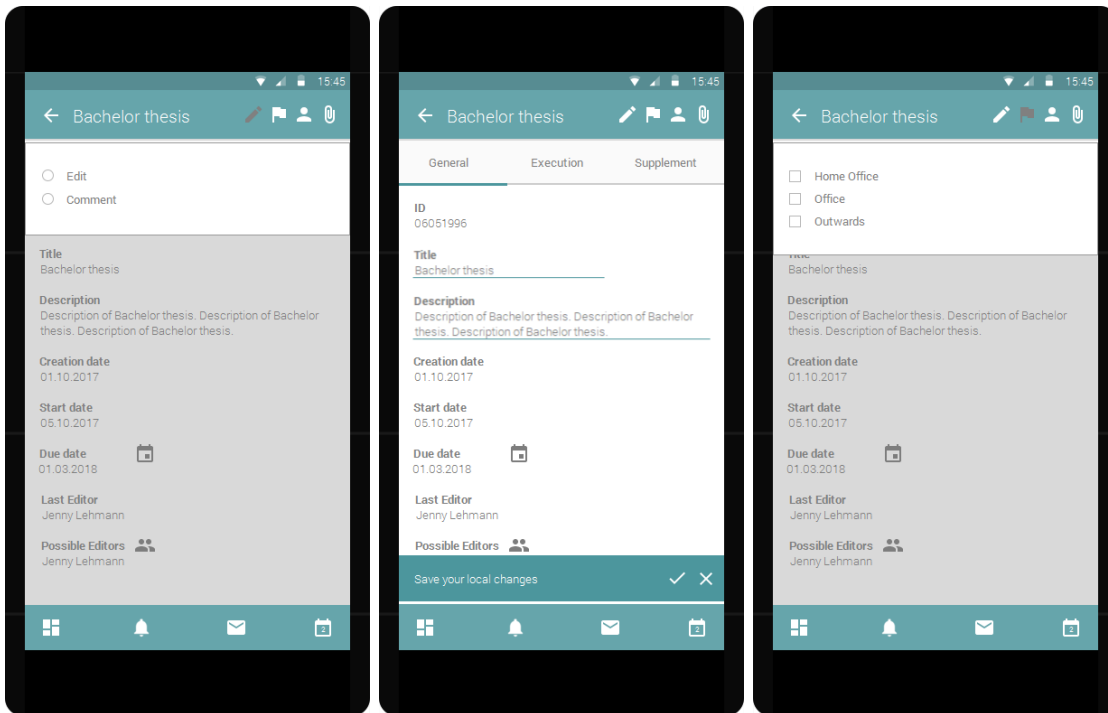 15:45
Bachelor thesis
Edit
Comment
Title
Bachelor thesis
Description
Description of Bachelor thesis. Description of Bachelor
thesis. Description of Bachelor thesis.
Creation date
01.10.2017
Start date
05.10.2017
Due date
01.03.2018
Last Editor
Jenny Lehmann
Possible Editors
Jenny Lehmann
2
15:45
Bachelor thesis
General Execution Supplement
ID
06051996
Title
Bachelor thesis
Description
Description of Bachelor thesis. Description of Bachelor
thesis. Description of Bachelor thesis.
Creation date
01.10.2017
Start date
05.10.2017
Due date
01.03.2018
Last Editor
Jenny Lehmann
Possible Editors
Save your local changes
2
15:45
Bachelor thesis
Home Office
Office
Outwards
Title
Bachelor thesis
Description
Description of Bachelor thesis. Description of Bachelor
thesis. Description of Bachelor thesis.
Creation date
01.10.2017
Start date
05.10.2017
Due date
01.03.2018
Last Editor
Jenny Lehmann
Possible Editors
Jenny Lehmann
2